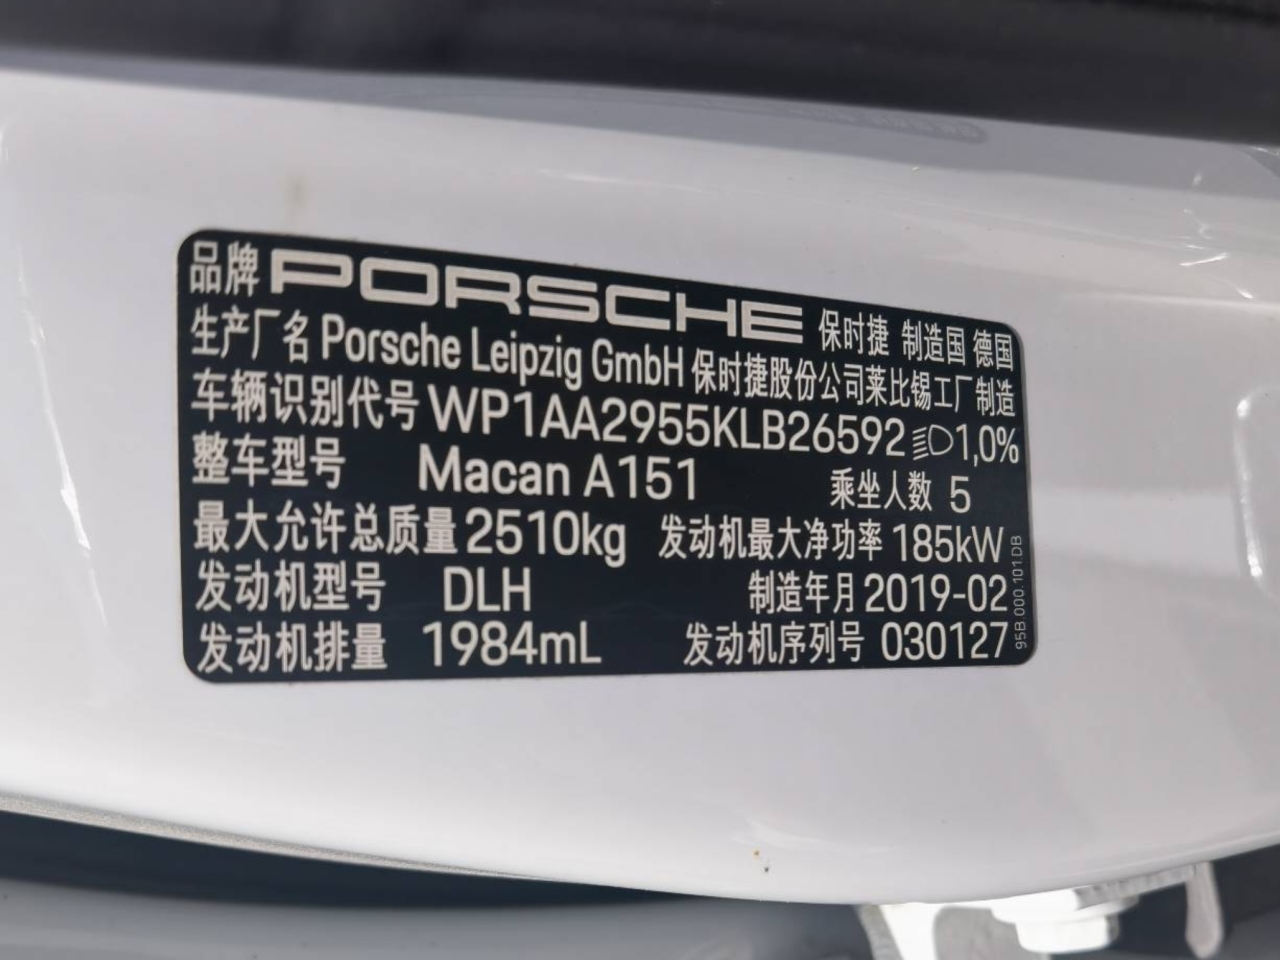 品牌 PORSCHE 保时捷 制造国 德国
生产厂名 Porsche Leipzig GmbH 保时捷股份公司莱比锡工厂 制造
车辆识别代号 WP1AA2955KLB26592 1,0%
整车型号 Macan A151 乘坐人数 5
最大允许总质量 2510kg 发动机最大净功率 185kW
发动机型号 DLH 制造年月 2019-02
发动机排量 1984mL 发动机序列号 030127
95B.000.101.DB